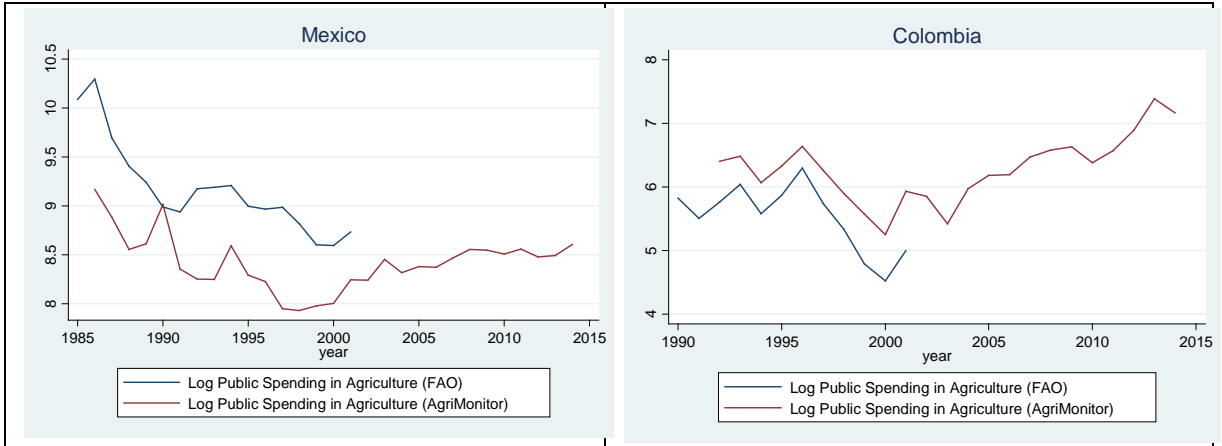 Mexico
10.5
10
9.5
9
8.5
8
1985 1990 1995 2000 2005 2010 2015
year
Log Public Spending in Agriculture (FAO)
Log Public Spending in Agriculture (AgriMonitor)
Colombia
8
7
6
5
4
1990 1995 2000 2005 2010 2015
year
Log Public Spending in Agriculture (FAO)
Log Public Spending in Agriculture (AgriMonitor)